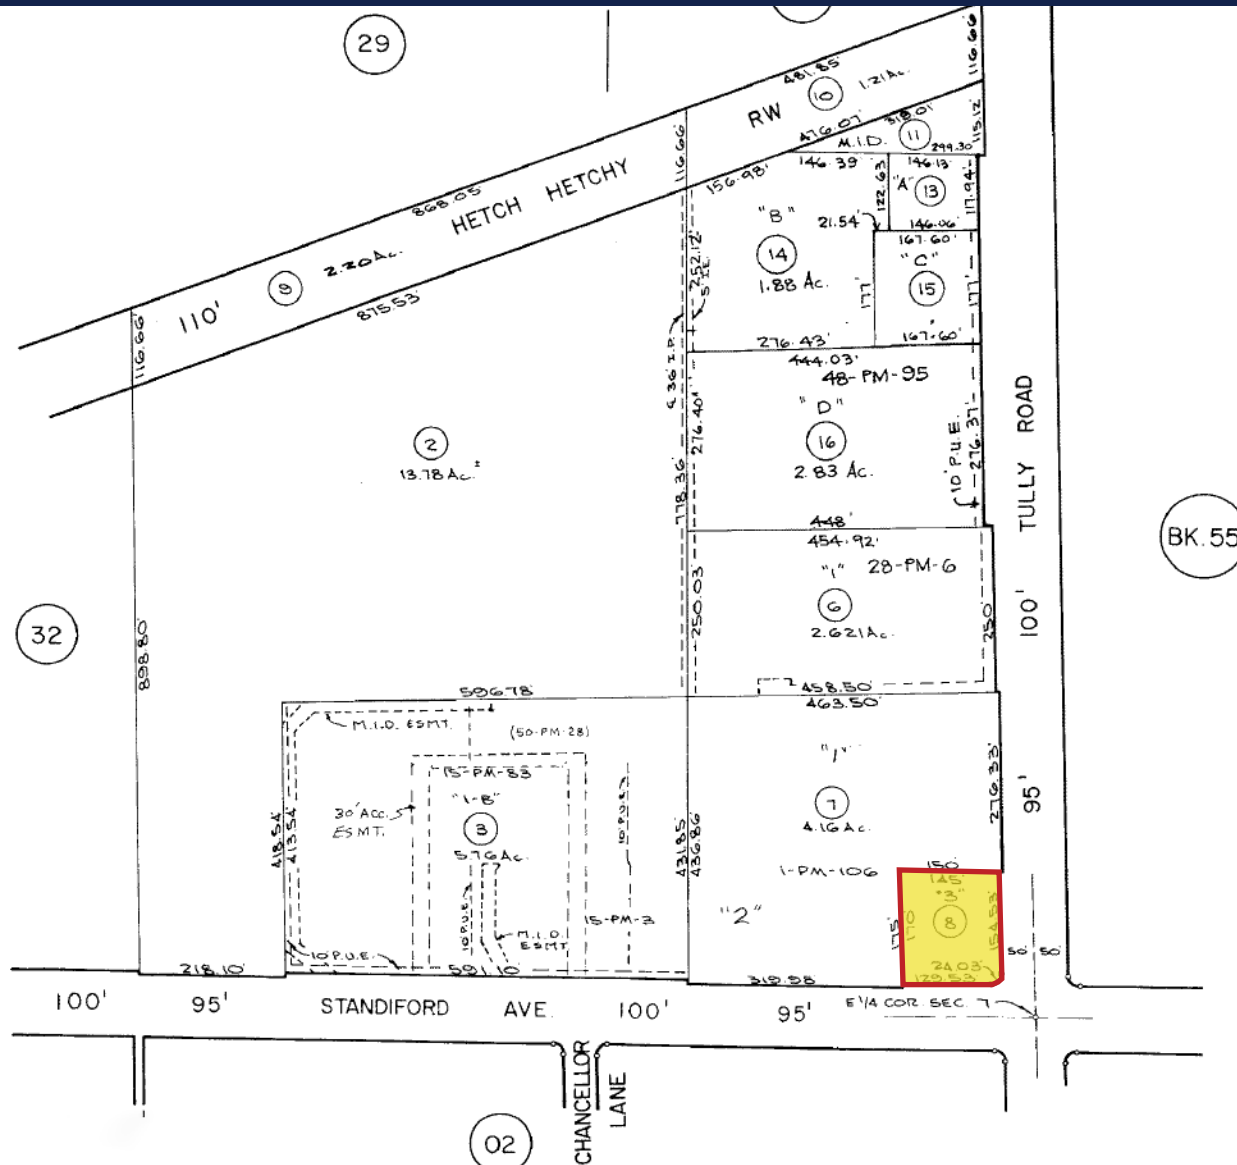 29
481.85'
RW
10
1.21 Ac.
116.66'
476.07'
319.01
M.I.D.
11
299.30
115.12'
116.66'
868.05'
HETCH HETCHY
156.98'
146.39'
122.63
146.13'
"A"
13
117.94'
146.06'
"B"
21.54'
14
1.88 Ac.
167.60'
"C"
15
177'
177'
167.60'
252.12'
276.43'
9
2.20 Ac.
110'
875.53'
116.66'
444.03'
48-PM-95
"D"
16
2.83 Ac.
276.40'
10' P.U.E.
276.37'
448'
TULLY ROAD
2
13.78 Ac. ±
778.36'
BK. 55
454.92'
"1"
28-PM-6
6
2.621 Ac.
250.03'
250'
100'
32
898.80'
458.50'
596.78'
463.50'
M.I.D. ESMT.
(50-PM-28)
15-PM-83
"1-B"
3
5.76 Ac.
30' ACC.
ESMT.
10' P.U.E.
418.54'
413.54'
431.85'
436.86'
"1"
7
4.16 Ac.
276.33'
95'
1-PM-106
150'
145'
"3"
8
175'
170'
154.53'
24.03'
129.53'
"2"
15-PM-3
10' P.U.E.
M.I.D.
ESMT
10' P.U.E.
218.10'
591.10'
319.98'
50'
50'
E 1/4 COR. SEC. 7
100'
95'
STANDIFORD AVE.
100'
95'
CHANCELLOR
LANE
02